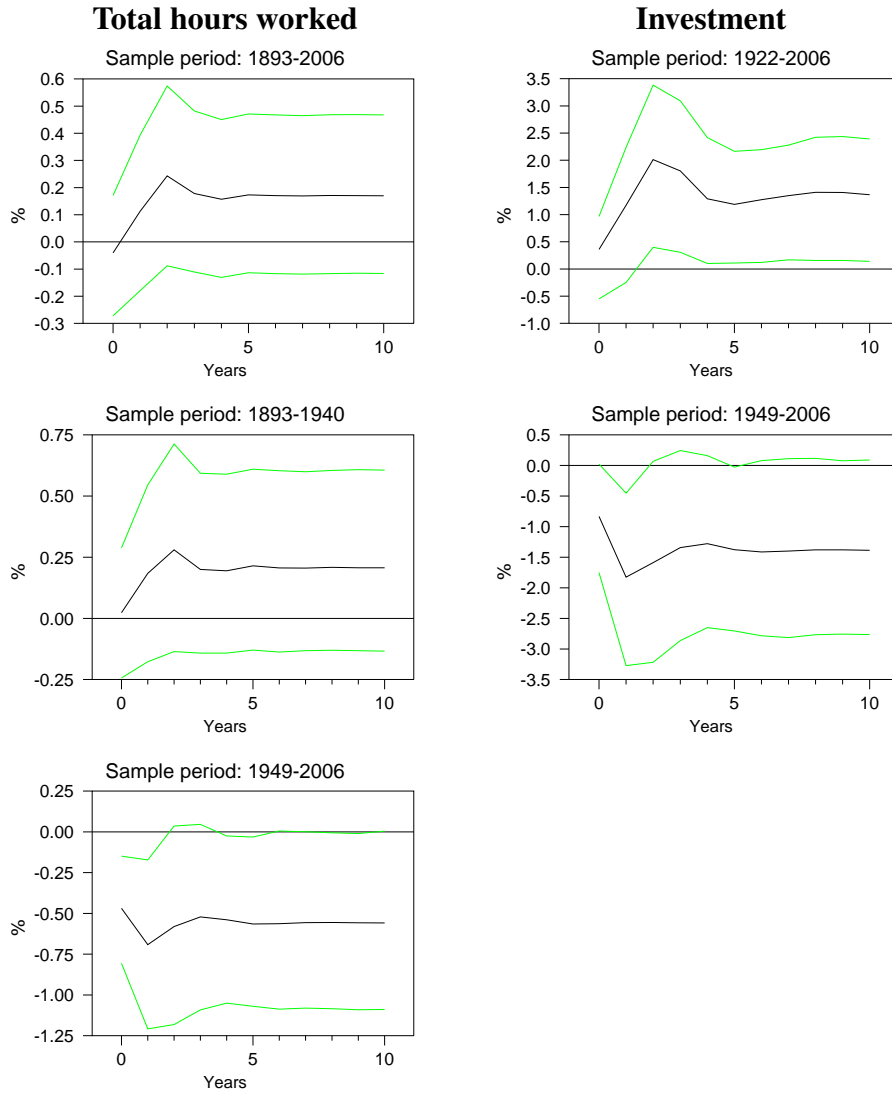 Total hours worked
Investment
Sample period: 1893-2006
0.6
0.5
0.4
0.3
0.2
0.1
0.0
-0.1
-0.2
-0.3
%
0 5 10
Years
Sample period: 1922-2006
3.5
3.0
2.5
2.0
1.5
1.0
0.5
0.0
-0.5
-1.0
%
0 5 10
Years
Sample period: 1893-1940
0.75
0.50
0.25
0.00
-0.25
%
0 5 10
Years
Sample period: 1949-2006
0.5
0.0
-0.5
-1.0
-1.5
-2.0
-2.5
-3.0
-3.5
%
0 5 10
Years
Sample period: 1949-2006
0.25
0.00
-0.25
-0.50
-0.75
-1.00
-1.25
%
0 5 10
Years